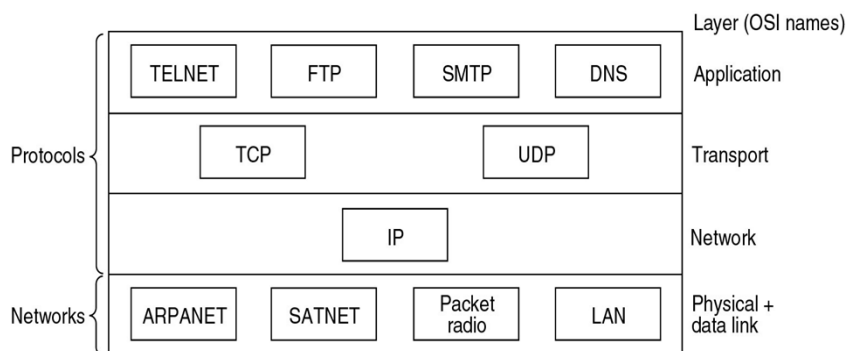 Layer (OSI names)
TELNET FTP SMTP DNS Application
Protocols TCP UDP Transport
IP Network
Networks ARPANET SATNET Packet radio LAN Physical + data link